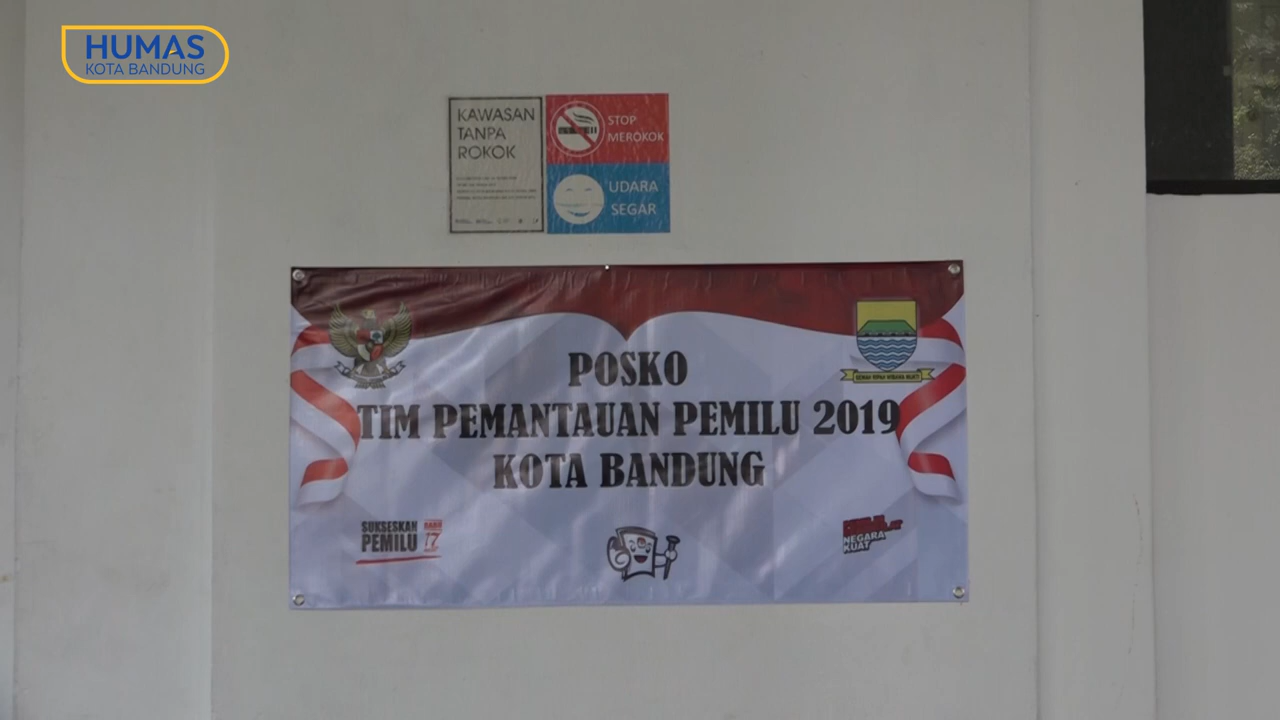 HUMAS
KOTA BANDUNG
KAWASAN
TANPA
ROKOK
STOP
MEROKOK
UDARA
SEGAR
POSKO
TIM PEMANTAUAN PEMILU 2019
KOTA BANDUNG
SUKSESKAN
PEMILU
17
NEGARA
KUAT